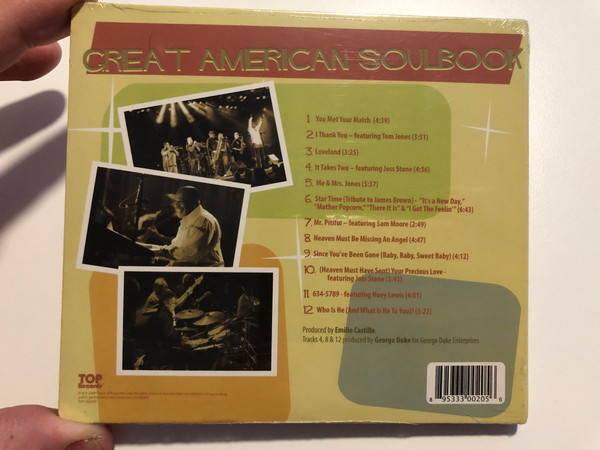 GREAT AMERICAN SOULBOOK
1 You Met Your Match (4:39)
2 I Thank You – featuring Tom Jones (3:51)
3 Loveland (3:25)
4 It Takes Two – featuring Joss Stone (4:36)
5 Me & Mrs. Jones (5:37)
6 Star Time (Tribute to James Brown) - "It's a New Day,"
"Mother Popcorn," "There It Is" & "I Got The Feelin'" (6:43)
7 Mr. Pitiful – featuring Sam Moore (2:49)
8 Heaven Must Be Missing An Angel (4:47)
9 Since You've Been Gone (Baby, Baby, Sweet Baby) (4:12)
10 (Heaven Must Have Sent) Your Precious Love -
featuring Joss Stone (3:45)
11 634-5789 - featuring Huey Lewis (4:01)
12 Who Is He (And What Is He To You)? (5:22)
Produced by Emilio Castillo.
Tracks 4, 8 & 12 produced by George Duke for George Duke Enterprises
TOP
Records
8 95333 00205 6